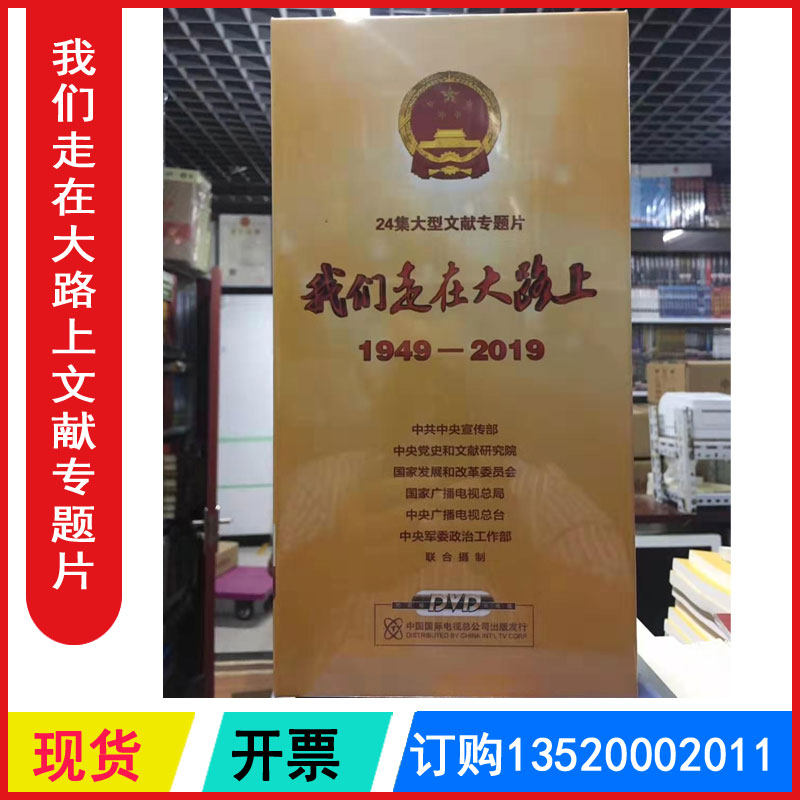 我们走在大路上文献专题片
24集大型文献专题片
我们走在大路上
1949—2019
中共中央宣传部
中央党史和文献研究院
国家发展和改革委员会
国家广播电视总局
中央广播电视总台
中央军委政治工作部
联合摄制
DVD
中国国际电视总公司出版发行
DISTRIBUTED BY CHINA INT'L TV CORP
现货
开票
订购13520002011